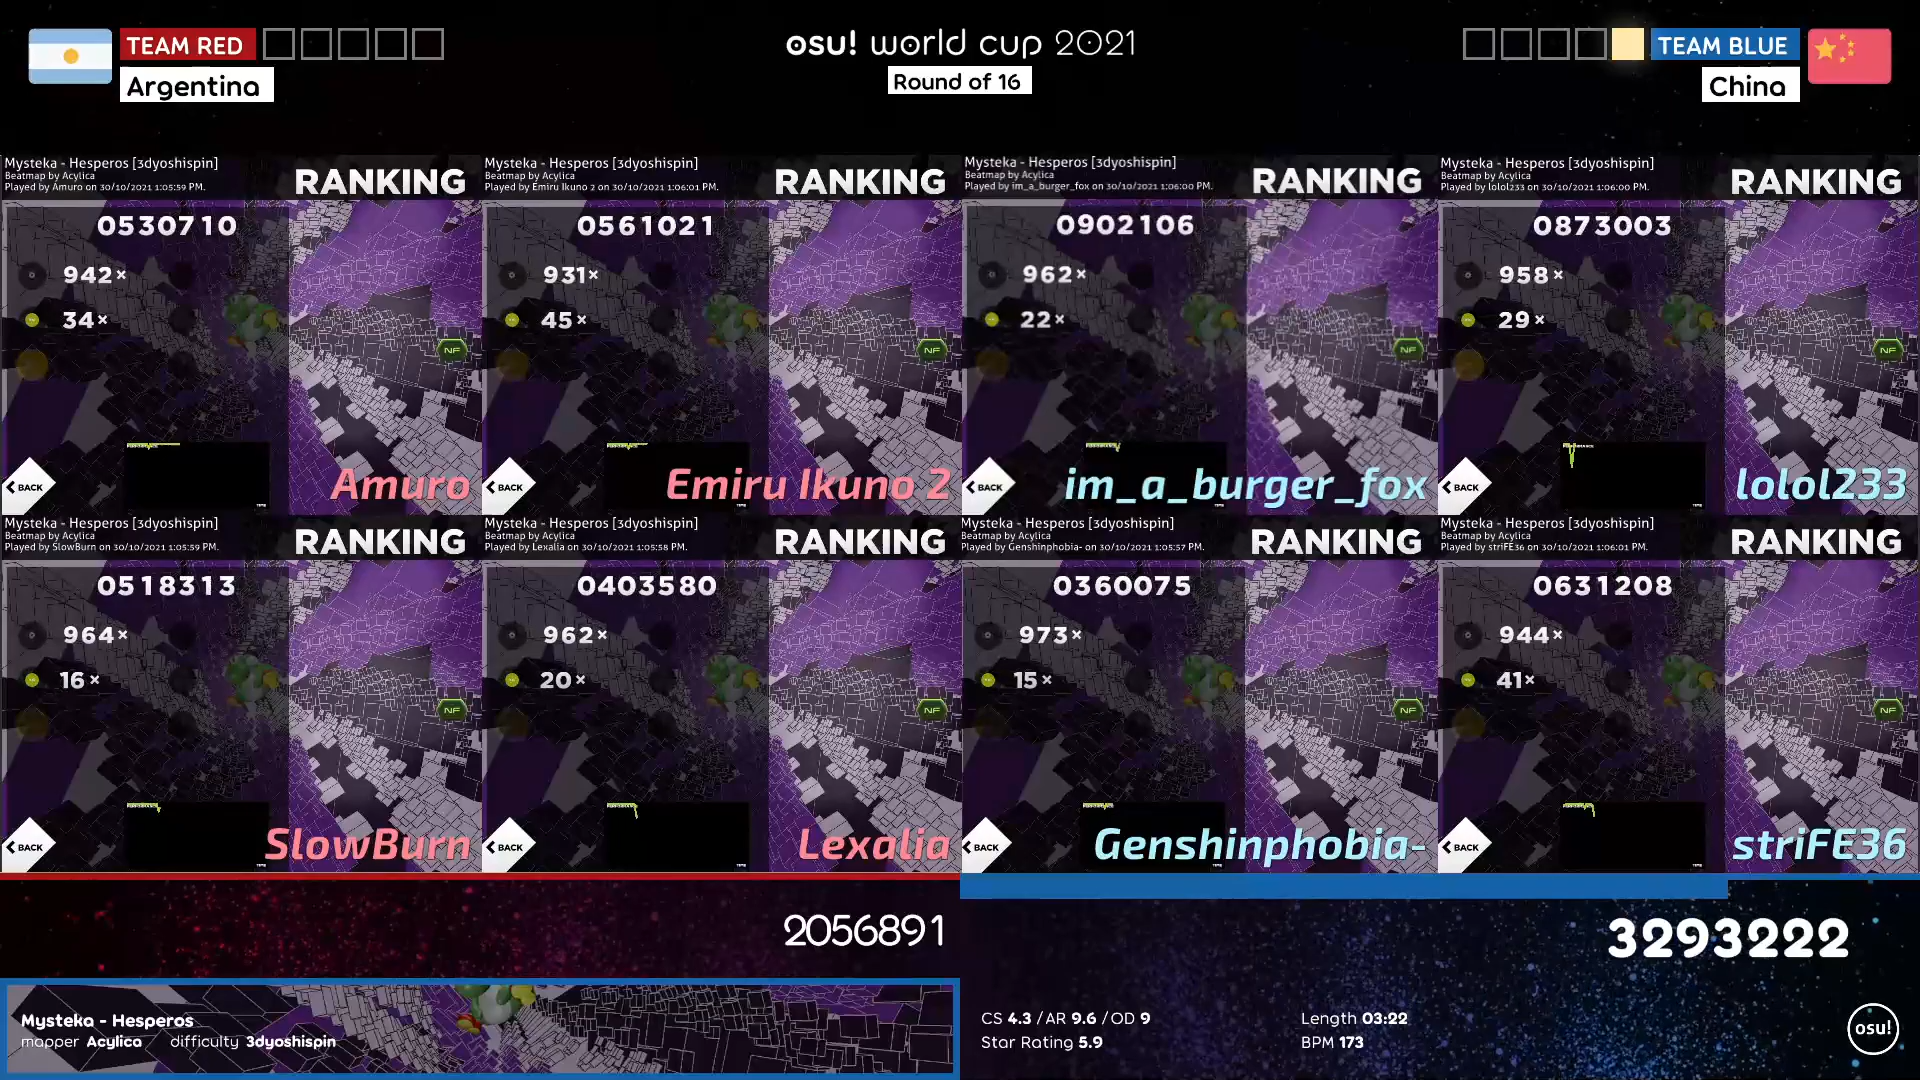 TEAM RED
Argentina
osu! world cup 2021
Round of 16
TEAM BLUE
China
Mysteka - Hesperos [3dyoshispin]
Beatmap by Acylica
Played by Amuro on 30/10/2021 1:05:59 PM.
RANKING
0530710
942×
34×
NF
BACK
Amuro
Mysteka - Hesperos [3dyoshispin]
Beatmap by Acylica
Played by Emiru Ikuno 2 on 30/10/2021 1:06:01 PM.
RANKING
0561021
931×
45×
NF
BACK
Emiru Ikuno 2
Mysteka - Hesperos [3dyoshispin]
Beatmap by Acylica
Played by im_a_burger_fox on 30/10/2021 1:06:00 PM.
RANKING
0902106
962×
22×
NF
BACK
im_a_burger_fox
Mysteka - Hesperos [3dyoshispin]
Beatmap by Acylica
Played by lolol233 on 30/10/2021 1:06:00 PM.
RANKING
0873003
958×
29×
NF
BACK
lolol233
Mysteka - Hesperos [3dyoshispin]
Beatmap by Acylica
Played by SlowBurn on 30/10/2021 1:05:59 PM.
RANKING
0518313
964×
16×
NF
BACK
SlowBurn
Mysteka - Hesperos [3dyoshispin]
Beatmap by Acylica
Played by Lexalia on 30/10/2021 1:05:58 PM.
RANKING
0403580
962×
20×
NF
BACK
Lexalia
Mysteka - Hesperos [3dyoshispin]
Beatmap by Acylica
Played by Genshinphobia- on 30/10/2021 1:05:57 PM.
RANKING
0360075
973×
15×
NF
BACK
Genshinphobia-
Mysteka - Hesperos [3dyoshispin]
Beatmap by Acylica
Played by striFE36 on 30/10/2021 1:06:01 PM.
RANKING
0631208
944×
41×
NF
BACK
striFE36
2056891
3293222
Mysteka - Hesperos
mapper Acylica difficulty 3dyoshispin
CS 4.3 / AR 9.6 / OD 9
Star Rating 5.9
Length 03:22
BPM 173
osu!